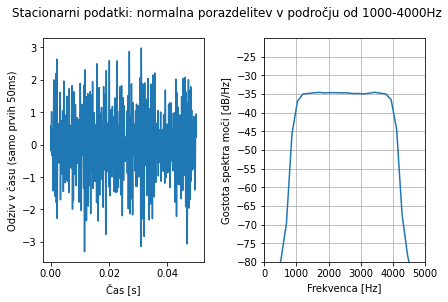 Stacionarni podatki: normalna porazdelitev v področju od 1000-4000Hz
Odziv v času (samo prvih 50ms)
3
2
1
0
−1
−2
−3
0.00 0.02 0.04
Čas [s]
Gostota spektra moči [dB/Hz]
−25
−30
−35
−40
−45
−50
−55
−60
−65
−70
−75
−80
0 1000 2000 3000 4000 5000
Frekvenca [Hz]